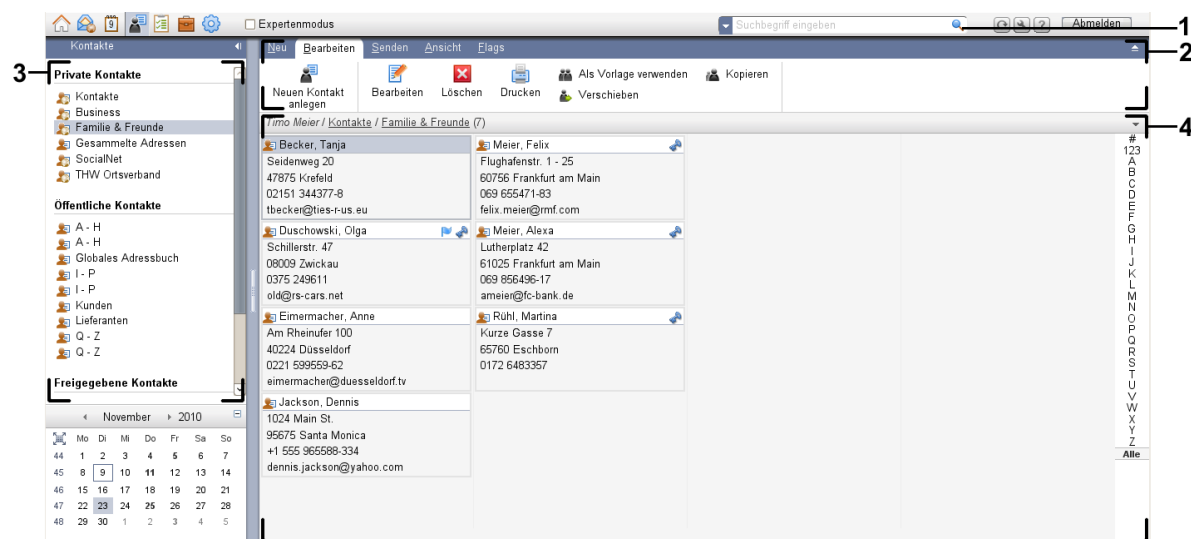 Expertenmodus
Suchbegriff eingeben
Abmelden
1
Kontakte
Neu Bearbeiten Senden Ansicht Flags
2
3
Private Kontakte
Kontakte
Business
Familie & Freunde
Gesammelte Adressen
SocialNet
THW Ortsverband
Öffentliche Kontakte
A - H
A - H
Globales Adressbuch
I - P
I - P
Kunden
Lieferanten
Q - Z
Q - Z
Freigegebene Kontakte
November 2010
Mo Di Mi Do Fr Sa So
44 1 2 3 4 5 6 7
45 8 9 10 11 12 13 14
46 15 16 17 18 19 20 21
47 22 23 24 25 26 27 28
48 29 30 1 2 3 4 5
Neuen Kontakt
anlegen
Bearbeiten
Löschen
Drucken
Als Vorlage verwenden
Verschieben
Kopieren
Timo Meier / Kontakte / Familie & Freunde (7)
4
Becker, Tanja
Seidenweg 20
47875 Krefeld
02151 344377-8
tbecker@ties-r-us.eu
Duschowski, Olga
Schillerstr. 47
08009 Zwickau
0375 249611
old@rs-cars.net
Eimermacher, Anne
Am Rheinufer 100
40224 Düsseldorf
0221 599559-62
eimermacher@duesseldorf.tv
Jackson, Dennis
1024 Main St.
95675 Santa Monica
+1 555 965588-334
dennis.jackson@yahoo.com
Meier, Felix
Flughafenstr. 1 - 25
60756 Frankfurt am Main
069 655471-83
felix.meier@rmf.com
Meier, Alexa
Lutherplatz 42
61025 Frankfurt am Main
069 856496-17
ameier@fc-bank.de
Rühl, Martina
Kurze Gasse 7
65760 Eschborn
0172 6483357
#
123
A
B
C
D
E
F
G
H
I
J
K
L
M
N
O
P
Q
R
S
T
U
V
W
X
Y
Z
Alle